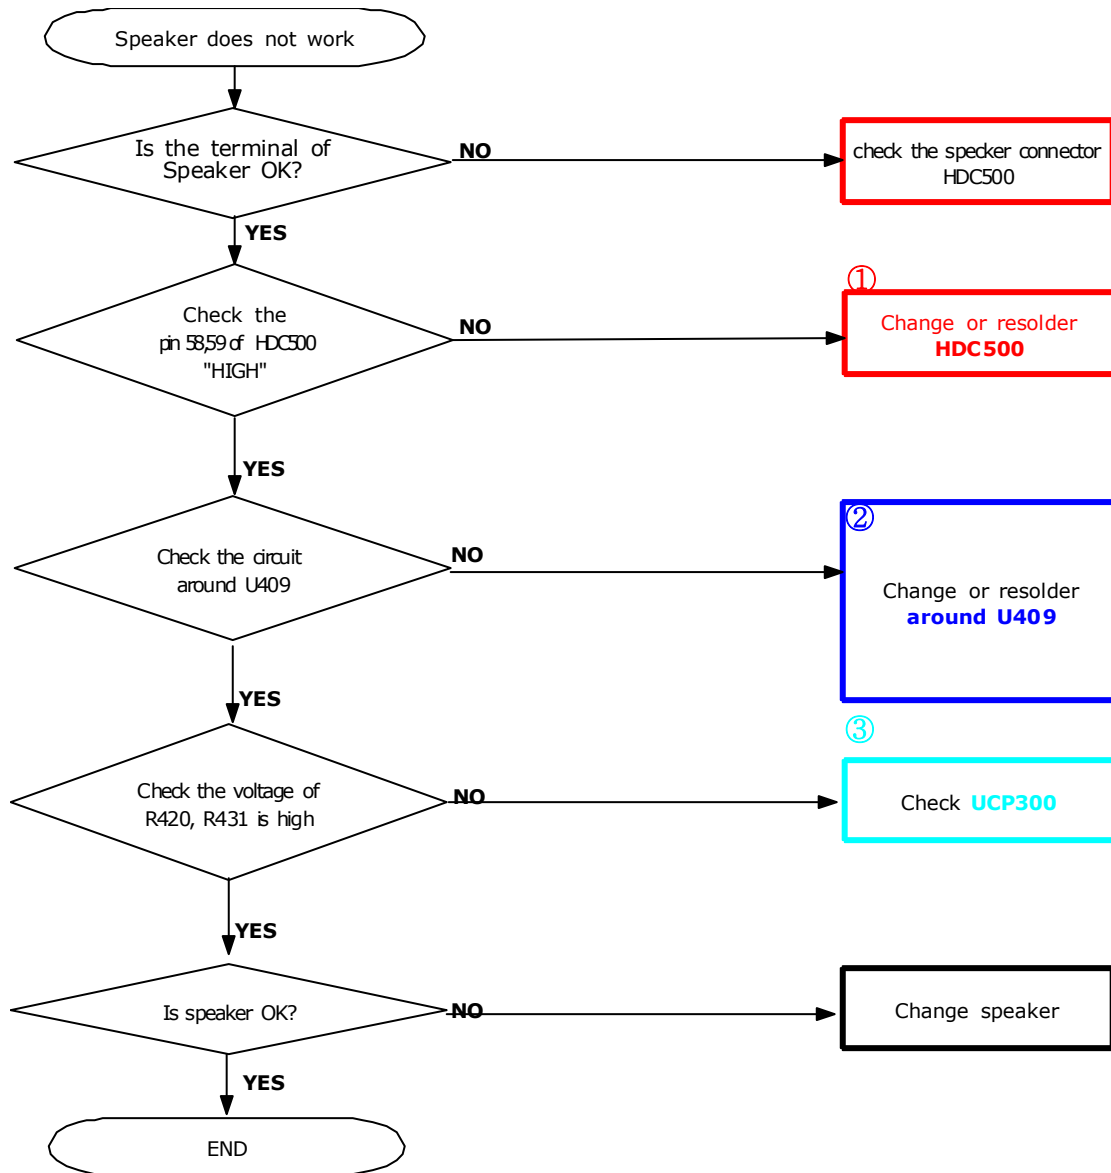 Speaker does not work
Is the terminal of
Speaker OK?
NO
check the specker connector
HDC500
YES
①
Check the
pin 58,59 of HDC500
"HIGH"
NO
Change or resolder
HDC500
YES
②
Check the circuit
around U409
NO
Change or resolder
around U409
YES
③
Check the voltage of
R420, R431 is high
NO
Check UCP300
YES
Is speaker OK?
NO
Change speaker
YES
END